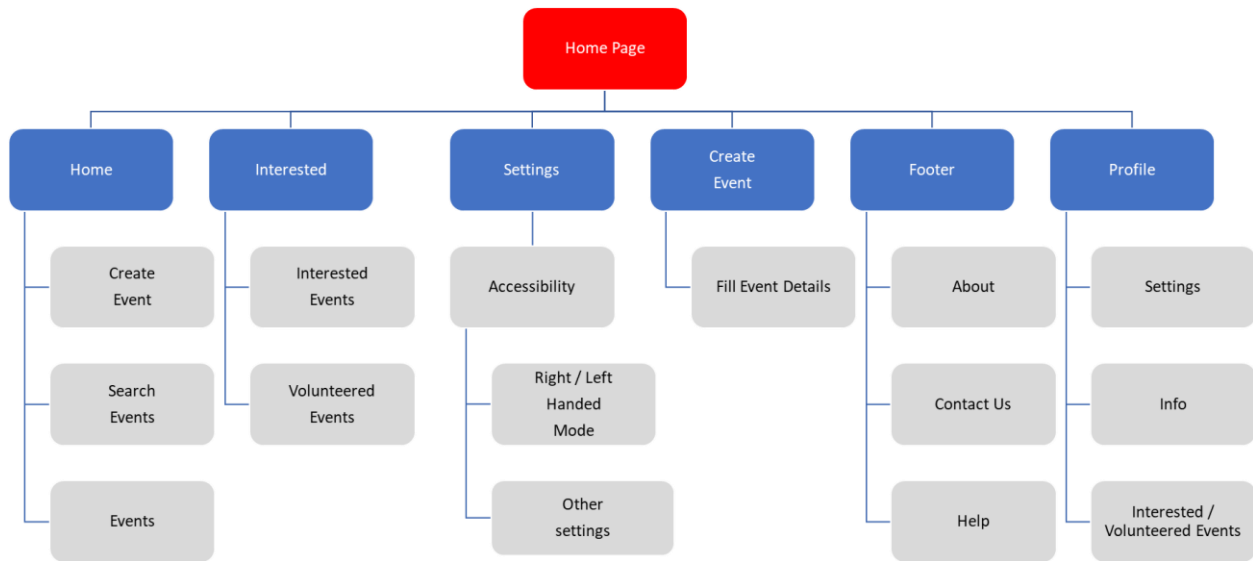 Home Page
Home
Interested
Settings
Create
Event
Footer
Profile
Create
Event
Interested
Events
Accessibility
Fill Event Details
About
Settings
Search
Events
Volunteered
Events
Right / Left
Handed
Mode
Contact Us
Info
Events
Other
settings
Help
Interested /
Volunteered Events